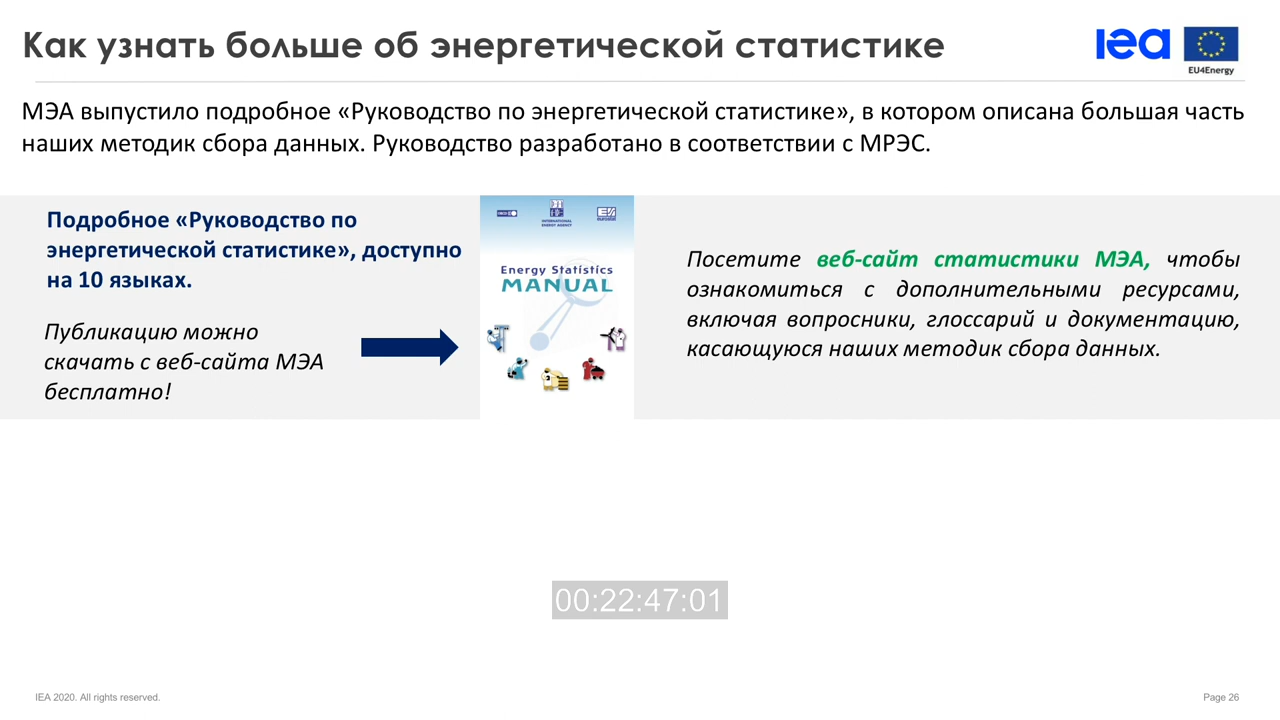 Как узнать больше об энергетической статистике
iea
EU4Energy
МЭА выпустило подробное «Руководство по энергетической статистике», в котором описана большая часть
наших методик сбора данных. Руководство разработано в соответствии с МРЭС.
Подробное «Руководство по
энергетической статистике», доступно
на 10 языках.
Публикацию можно
скачать с веб-сайта МЭА
бесплатно!
INTERNATIONAL
ENERGY AGENCY
Energy Statistics
MANUAL
Посетите веб-сайт статистики МЭА, чтобы
ознакомиться с дополнительными ресурсами,
включая вопросники, глоссарий и документацию,
касающуюся наших методик сбора данных.
00:22:47:01
IEA 2020. All rights reserved.
Page 26